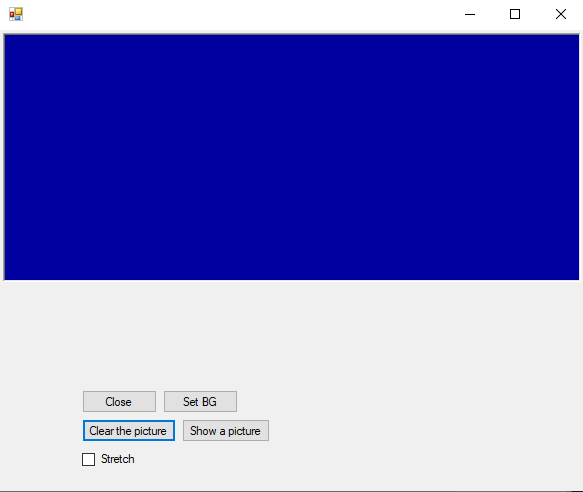 Close Set BG
Clear the picture Show a picture
Stretch